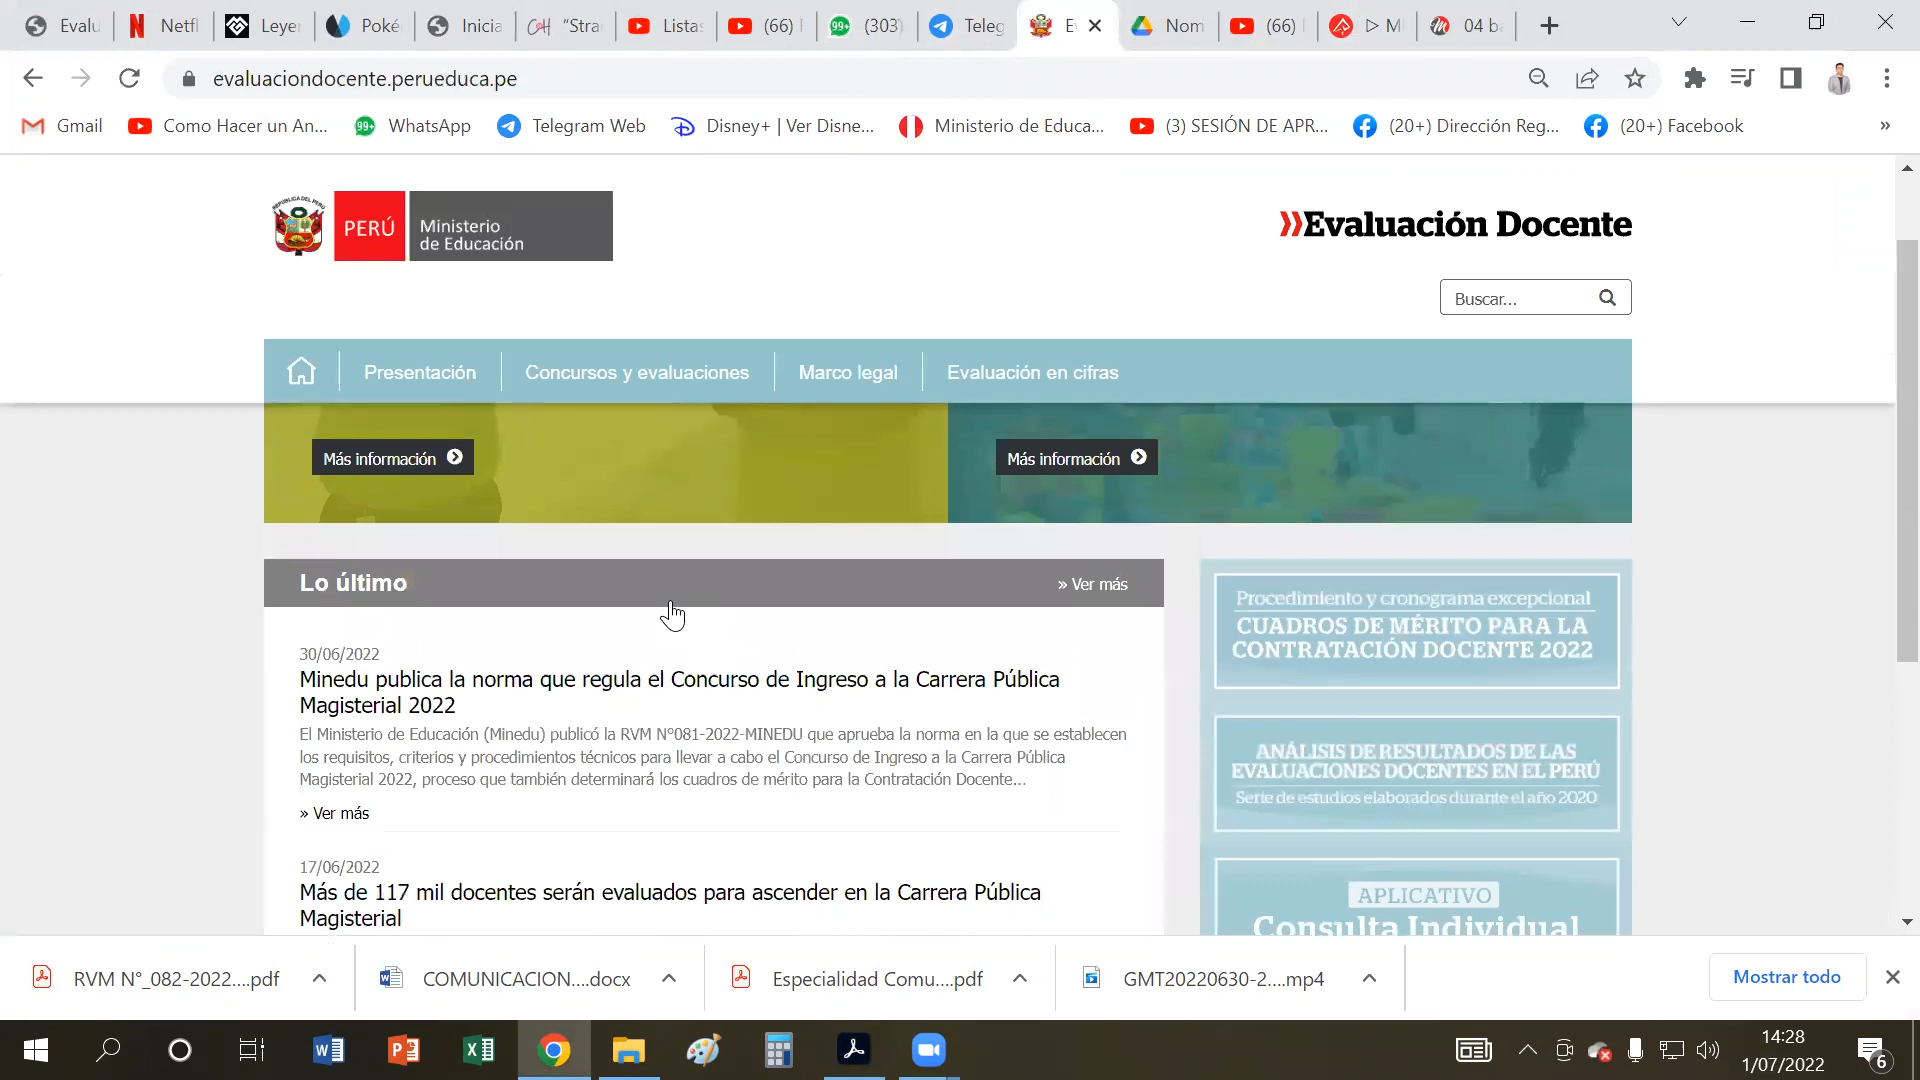 Evalu
Netfl
Leyer
Poké
Inicia
“Stra
Listas
(66)
(303)
Teleg
E
Nom
(66)
▷ M
04 ba
evaluaciondocente.perueduca.pe
Gmail
Como Hacer un An...
WhatsApp
Telegram Web
Disney+ | Ver Disne...
Ministerio de Educa...
(3) SESIÓN DE APR...
(20+) Dirección Reg...
(20+) Facebook
»
REPÚBLICA DEL PERÚ
PERÚ
Ministerio
de Educación
»Evaluación Docente
Buscar...
Presentación
Concursos y evaluaciones
Marco legal
Evaluación en cifras
Más información
Más información
Lo último
» Ver más
30/06/2022
Minedu publica la norma que regula el Concurso de Ingreso a la Carrera Pública
Magisterial 2022
El Ministerio de Educación (Minedu) publicó la RVM N°081-2022-MINEDU que aprueba la norma en la que se establecen
los requisitos, criterios y procedimientos técnicos para llevar a cabo el Concurso de Ingreso a la Carrera Pública
Magisterial 2022, proceso que también determinará los cuadros de mérito para la Contratación Docente...
» Ver más
17/06/2022
Más de 117 mil docentes serán evaluados para ascender en la Carrera Pública
Magisterial
Procedimiento y cronograma excepcional
CUADROS DE MÉRITO PARA LA
CONTRATACIÓN DOCENTE 2022
ANÁLISIS DE RESULTADOS DE LAS
EVALUACIONES DOCENTES EN EL PERÚ
Serie de estudios elaborados durante el año 2020
APLICATIVO
Consulta Individual
RVM N°_082-2022....pdf
COMUNICACION....docx
Especialidad Comu....pdf
GMT20220630-2....mp4
Mostrar todo
14:28
1/07/2022
6